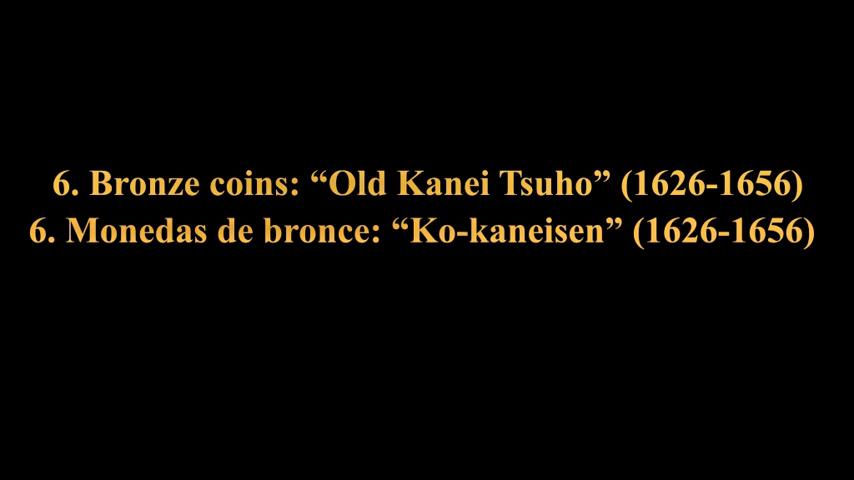 6. Bronze coins: “Old Kanei Tsuho” (1626-1656)
6. Monedas de bronce: “Ko-kaneisen” (1626-1656)